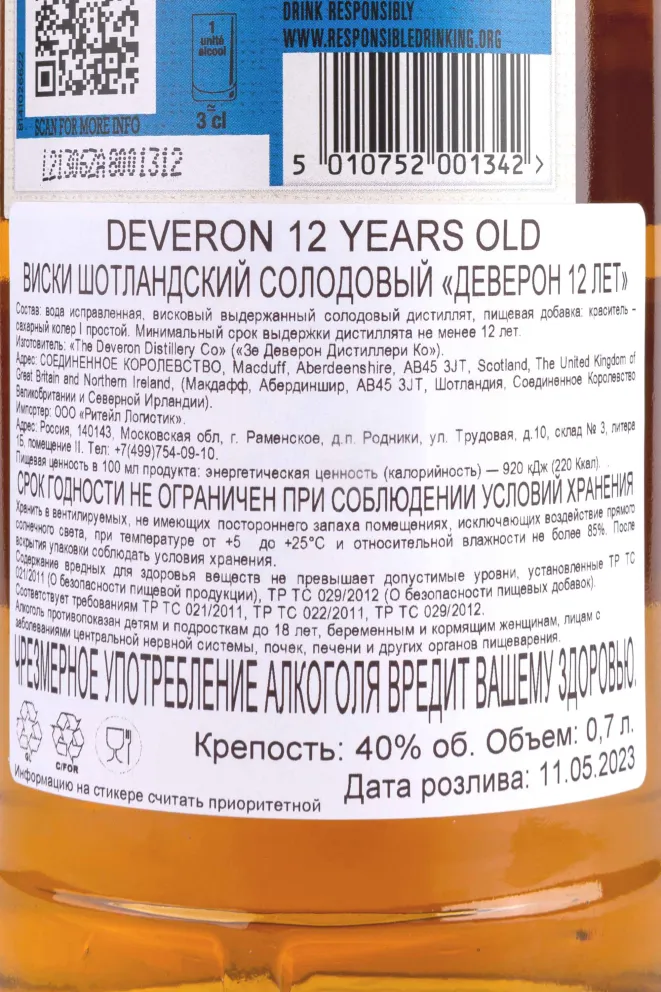 DRINK RESPONSIBLY
WWW.RESPONSIBLEDRINKING.ORG
1
unité
alcool
≈
3 cl
SCAN FOR MORE INFO
L23062A8001312
5 010752 001342 >
DEVERON 12 YEARS OLD
ВИСКИ ШОТЛАНДСКИЙ СОЛОДОВЫЙ «ДЕВЕРОН 12 ЛЕТ»
Состав: вода исправленная, висковый выдержанный солодовый дистиллят, пищевая добавка: краситель –
сахарный колер I простой. Минимальный срок выдержки дистиллята не менее 12 лет.
Изготовитель: «The Deveron Distillery Co» («Зе Деверон Дистиллери Ко»).
Адрес: СОЕДИНЕННОЕ КОРОЛЕВСТВО, Macduff, Aberdeenshire, AB45 3JT, Scotland, The United Kingdom of
Great Britain and Northern Ireland, (Макдафф, Абердиншир, AB45 3JT, Шотландия, Соединенное Королевство
Великобритании и Северной Ирландии).
Импортер: ООО «Ритейл Логистик».
Адрес: Россия, 140143, Московская обл, г. Раменское, д.п. Родники, ул. Трудовая, д.10, склад № 3, литера
1Б, помещение II. Тел: +7(499)754-09-10.
Пищевая ценность в 100 мл продукта: энергетическая ценность (калорийность) — 920 кДж (220 Ккал).
СРОК ГОДНОСТИ НЕ ОГРАНИЧЕН ПРИ СОБЛЮДЕНИИ УСЛОВИЙ ХРАНЕНИЯ
Хранить в вентилируемых, не имеющих постороннего запаха помещениях, исключающих воздействие прямого
солнечного света, при температуре от +5 до +25°C и относительной влажности не более 85%. После
вскрытия упаковки соблюдать условия хранения.
Содержание вредных для здоровья веществ не превышает допустимые уровни, установленные ТР ТС
021/2011 (О безопасности пищевой продукции), ТР ТС 029/2012 (О безопасности пищевых добавок).
Соответствует требованиям ТР ТС 021/2011, ТР ТС 022/2011, ТР ТС 029/2012.
Алкоголь противопоказан детям и подросткам до 18 лет, беременным и кормящим женщинам, лицам с
заболеваниями центральной нервной системы, почек, печени и других органов пищеварения.
ЧРЕЗМЕРНОЕ УПОТРЕБЛЕНИЕ АЛКОГОЛЯ ВРЕДИТ ВАШЕМУ ЗДОРОВЬЮ.
GL
C/FOR
Крепость: 40% об. Объем: 0,7 л.
Дата розлива: 11.05.2023
Информацию на стикере считать приоритетной